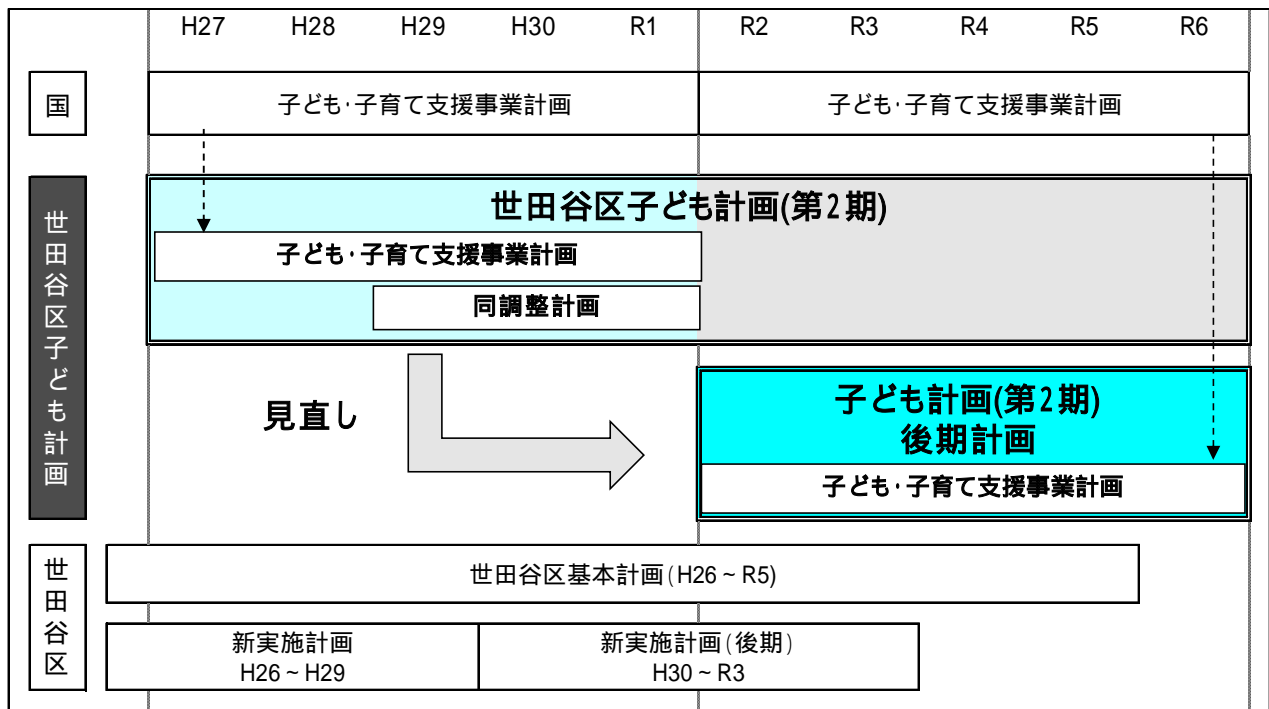 H27 H28 H29 H30 R1 R2 R3 R4 R5 R6
国
子ども・子育て支援事業計画
子ども・子育て支援事業計画
世田谷区子ども計画
世田谷区子ども計画(第2期)
子ども・子育て支援事業計画
同調整計画
見直し
子ども計画(第2期)
後期計画
子ども・子育て支援事業計画
世田谷区
世田谷区基本計画(H26~R5)
新実施計画
H26~H29
新実施計画(後期)
H30~R3